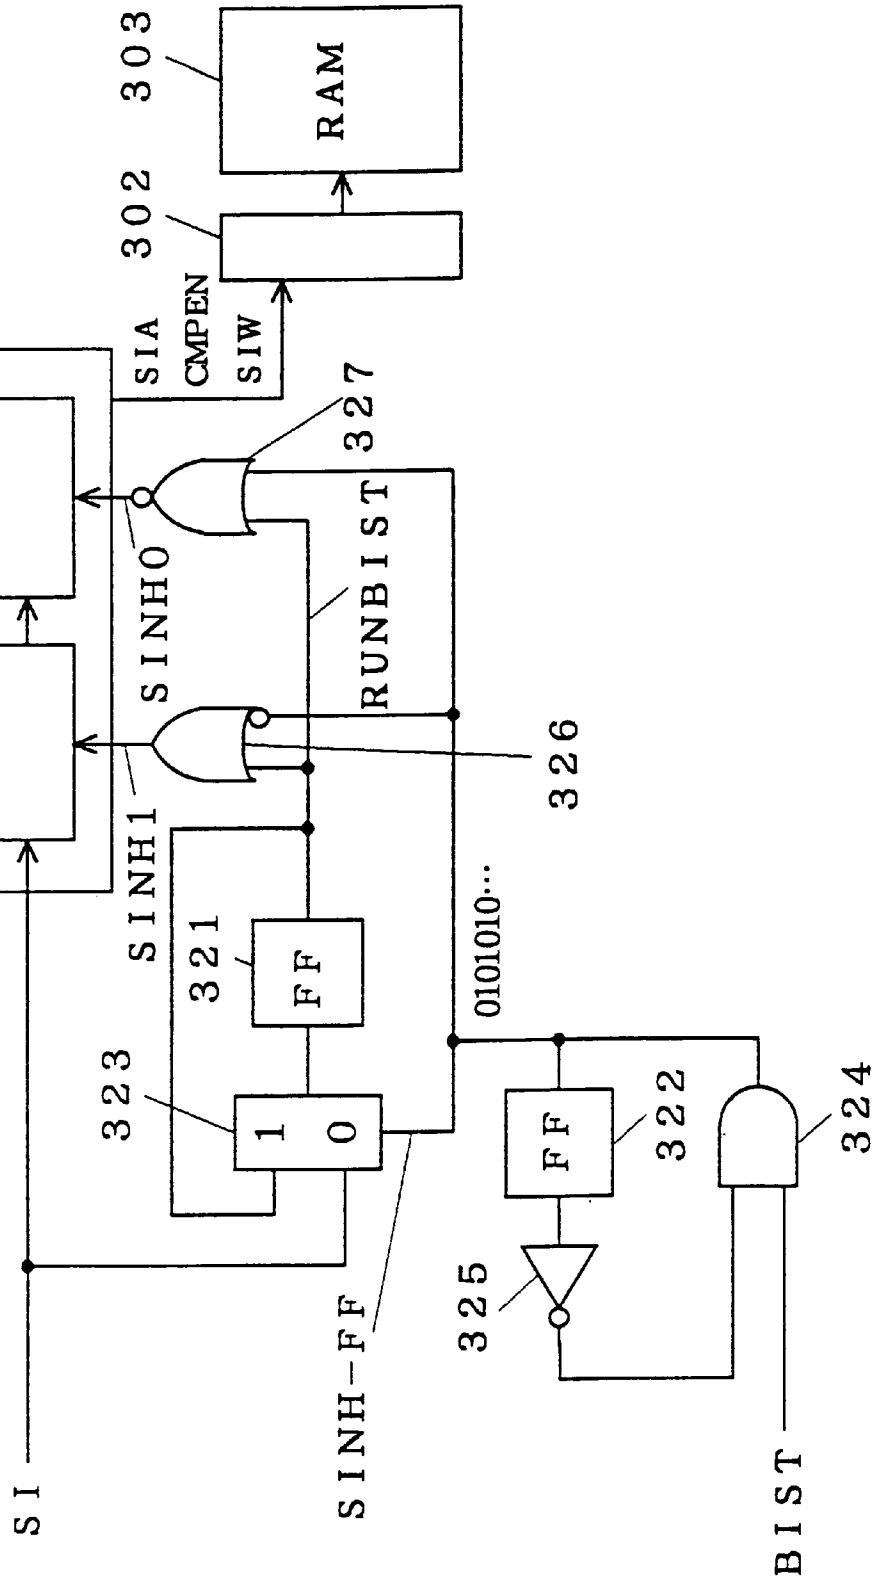 SI
SINH1
SINH0
SIA
CMPEN
SIW
302
303
RAM
323
1
0
321
FF
326
RUNBIST
327
SINH-FF
0101010...
325
FF
322
324
BIST